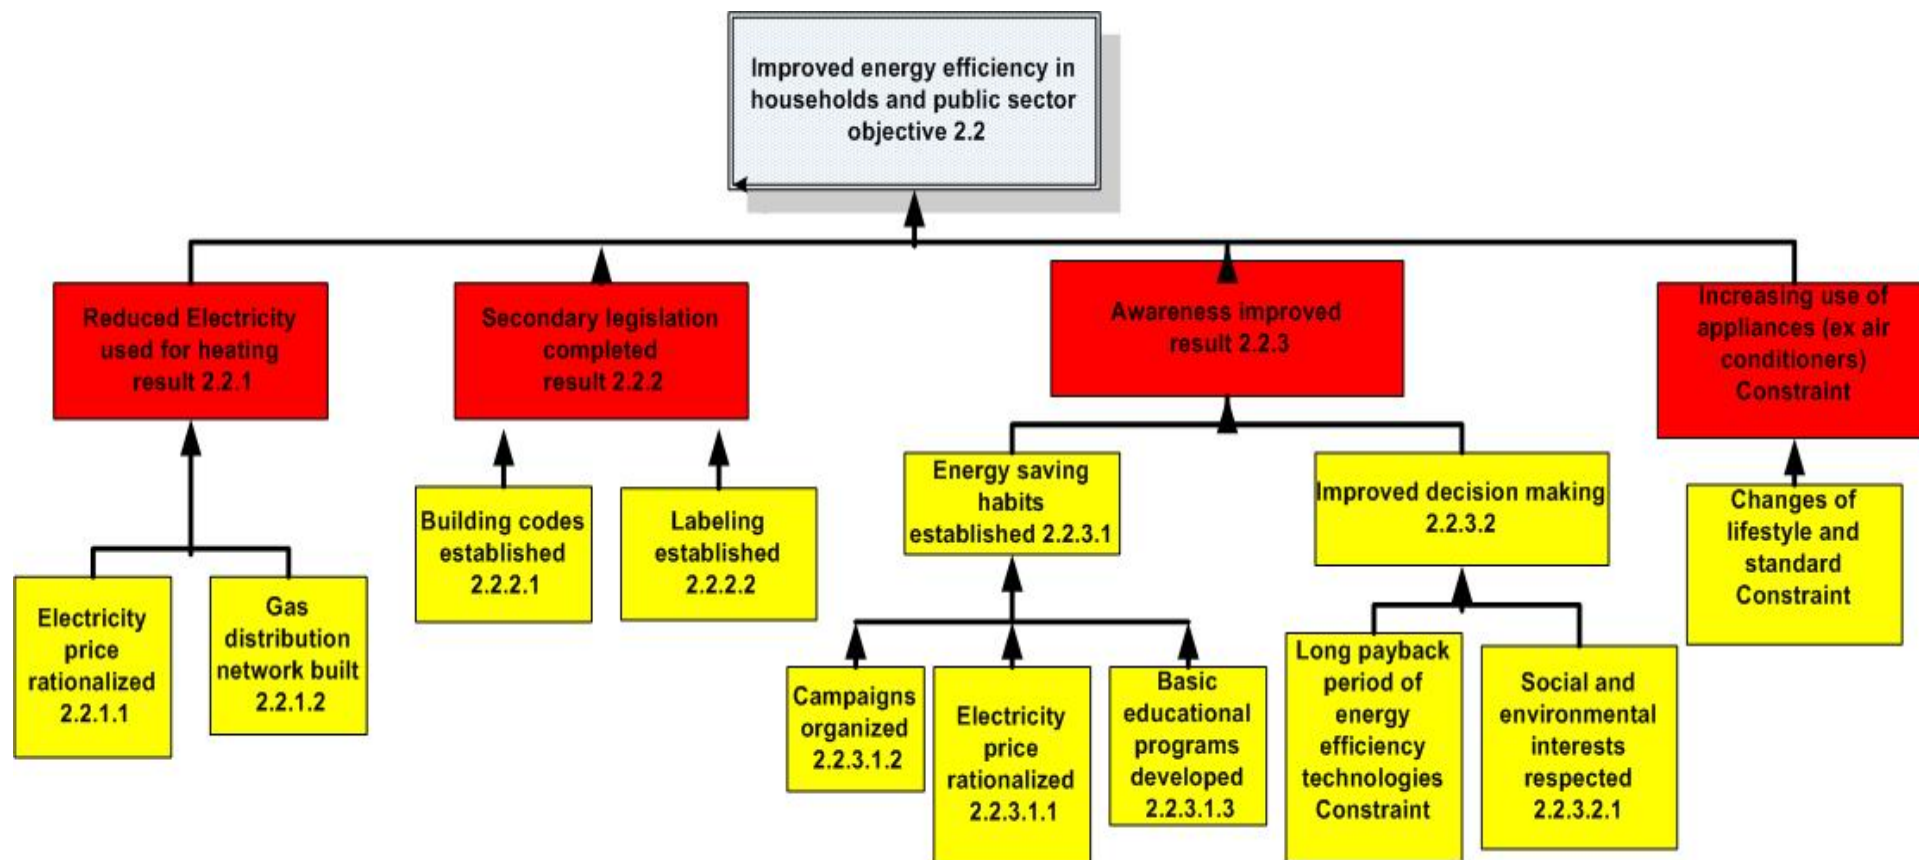 Improved energy efficiency in
households and public sector
objective 2.2
Reduced Electricity
used for heating
result 2.2.1
Secondary legislation
completed
result 2.2.2
Awareness improved
result 2.2.3
Increasing use of
appliances (ex air
conditioners)
Constraint
Electricity
price
rationalized
2.2.1.1
Gas
distribution
network built
2.2.1.2
Building codes
established
2.2.2.1
Labeling
established
2.2.2.2
Energy saving
habits
established 2.2.3.1
Improved decision making
2.2.3.2
Changes of
lifestyle and
standard
Constraint
Campaigns
organized
2.2.3.1.2
Electricity
price
rationalized
2.2.3.1.1
Basic
educational
programs
developed
2.2.3.1.3
Long payback
period of
energy
efficiency
technologies
Constraint
Social and
environmental
interests
respected
2.2.3.2.1